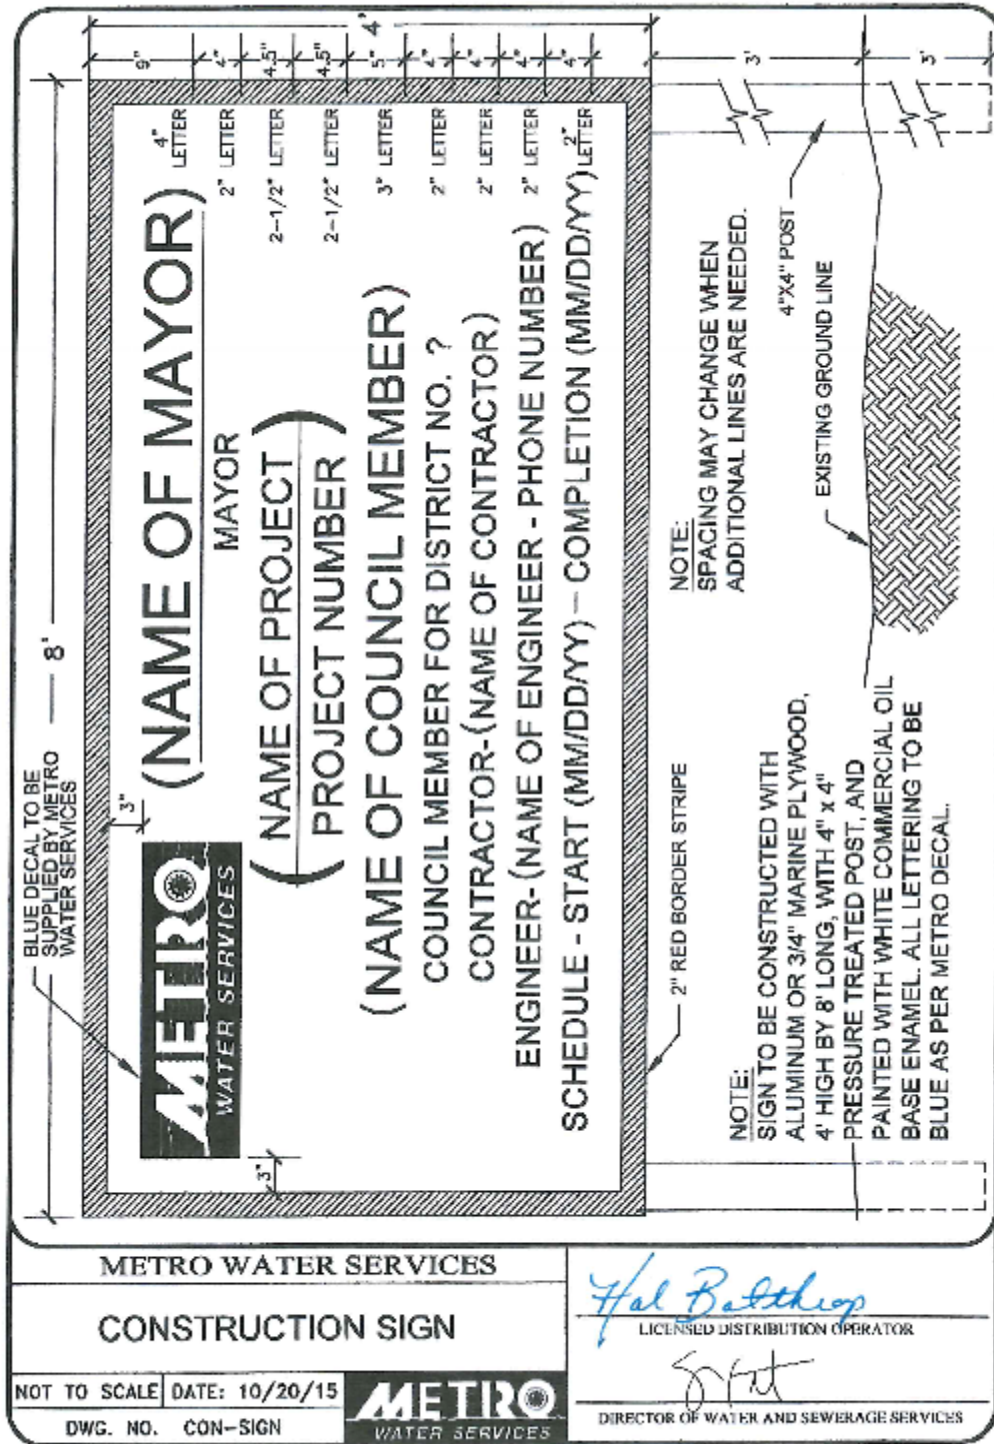 BLUE DECAL TO BE
SUPPLIED BY METRO
WATER SERVICES
8'
4'
3"
3"
METRO
WATER SERVICES
(NAME OF MAYOR)
MAYOR
(NAME OF PROJECT
PROJECT NUMBER)
(NAME OF COUNCIL MEMBER)
COUNCIL MEMBER FOR DISTRICT NO. ?
CONTRACTOR-(NAME OF CONTRACTOR)
ENGINEER-(NAME OF ENGINEER - PHONE NUMBER)
SCHEDULE - START (MM/DD/YY) - COMPLETION (MM/DD/YY)
4" LETTER
2" LETTER
2-1/2" LETTER
2-1/2" LETTER
3" LETTER
2" LETTER
2" LETTER
2" LETTER
2" LETTER
9"
4"
4.5"
4.5"
5"
4"
4"
4"
4"
3'
3'
2" RED BORDER STRIPE
NOTE:
SPACING MAY CHANGE WHEN
ADDITIONAL LINES ARE NEEDED.
4"X4" POST
EXISTING GROUND LINE
NOTE:
SIGN TO BE CONSTRUCTED WITH
ALUMINUM OR 3/4" MARINE PLYWOOD,
4' HIGH BY 8' LONG, WITH 4" x 4"
PRESSURE TREATED POST, AND
PAINTED WITH WHITE COMMERCIAL OIL
BASE ENAMEL. ALL LETTERING TO BE
BLUE AS PER METRO DECAL.
METRO WATER SERVICES
CONSTRUCTION SIGN
NOT TO SCALE
DATE: 10/20/15
DWG. NO. CON-SIGN
METRO
WATER SERVICES
Hal Balthrop
LICENSED DISTRIBUTION OPERATOR
DIRECTOR OF WATER AND SEWERAGE SERVICES